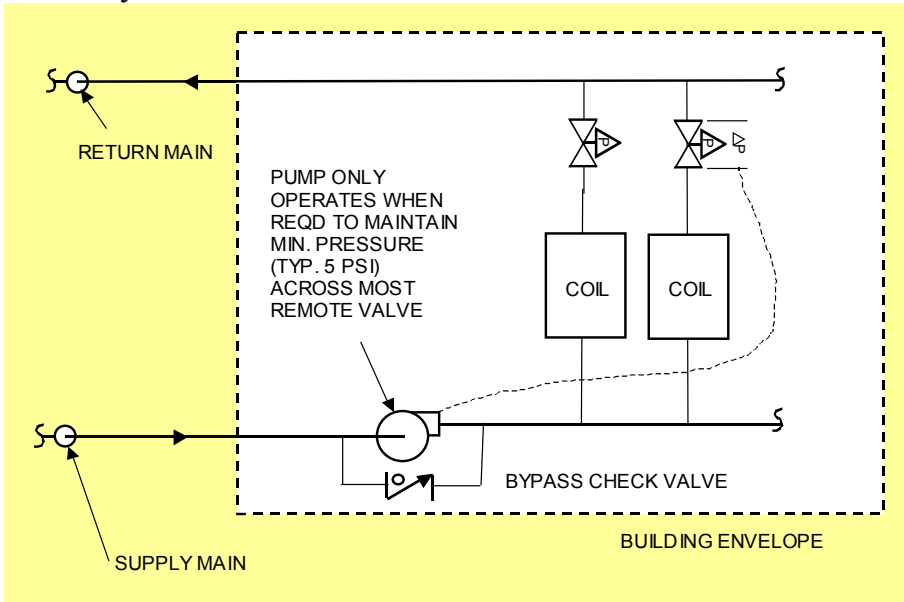 RETURN MAIN
PUMP ONLY
OPERATES WHEN
REQD TO MAINTAIN
MIN. PRESSURE
(TYP. 5 PSI)
ACROSS MOST
REMOTE VALVE
P
P
ΔP
COIL
COIL
BYPASS CHECK VALVE
BUILDING ENVELOPE
SUPPLY MAIN